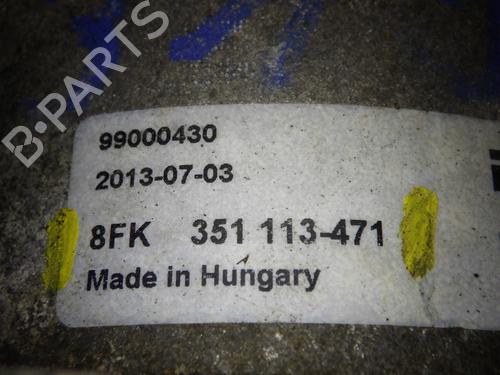 B-PARTS
99000430
2013-07-03
8FK 351 113-471
Made in Hungary